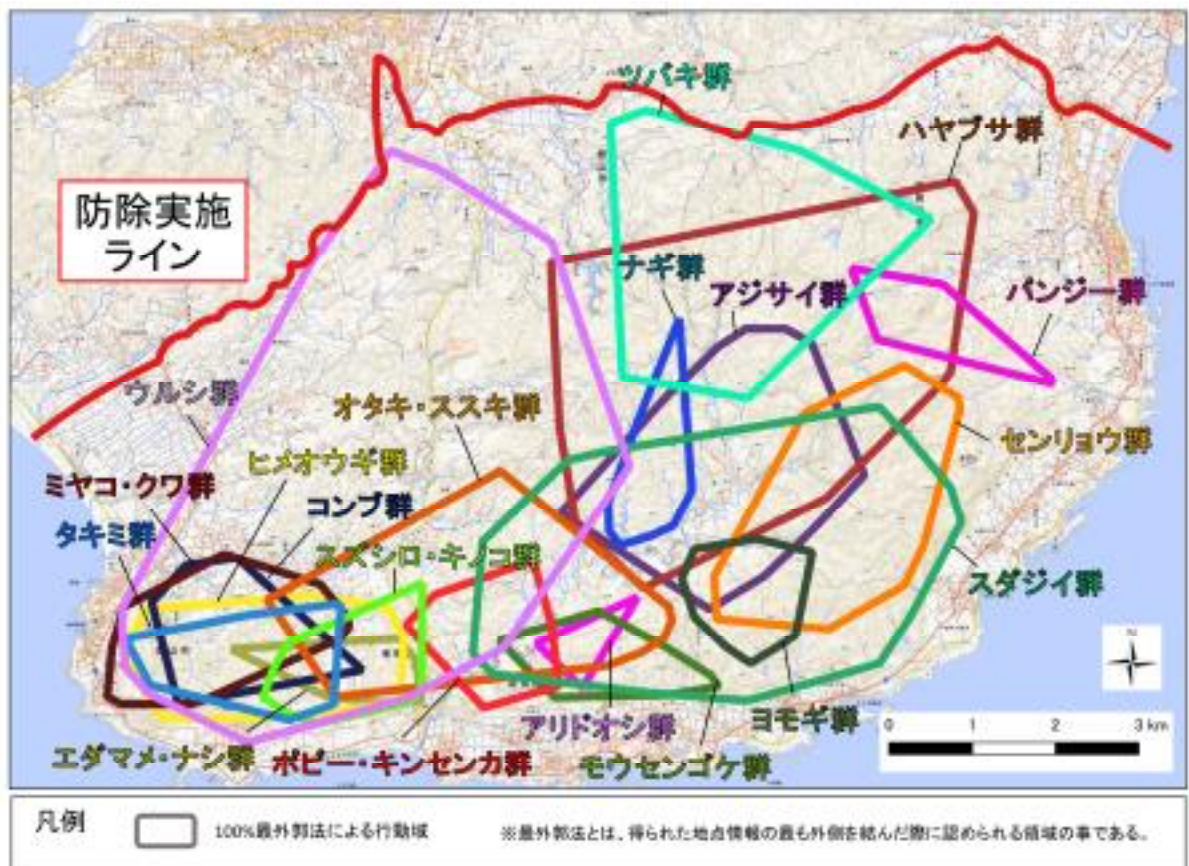 ツバキ群
ハヤブサ群
防除実施
ライン
ナギ群
アジサイ群
パンジー群
ウルシ群
オタキ・ススキ群
センリョウ群
ヒメオウギ群
ミヤコ・クワ群
コンブ群
タキミ群
スズシロ・キノコ群
スダジイ群
N
アリドオシ群
ヨモギ群
エダマメ・ナシ群
ポピー・キンセンカ群
モウセンゴケ群
0 1 2 3 km
凡例
100%最外郭法による行動域
※最外郭法とは、得られた地点情報の最も外側を結んだ際に認められる領域の事である。